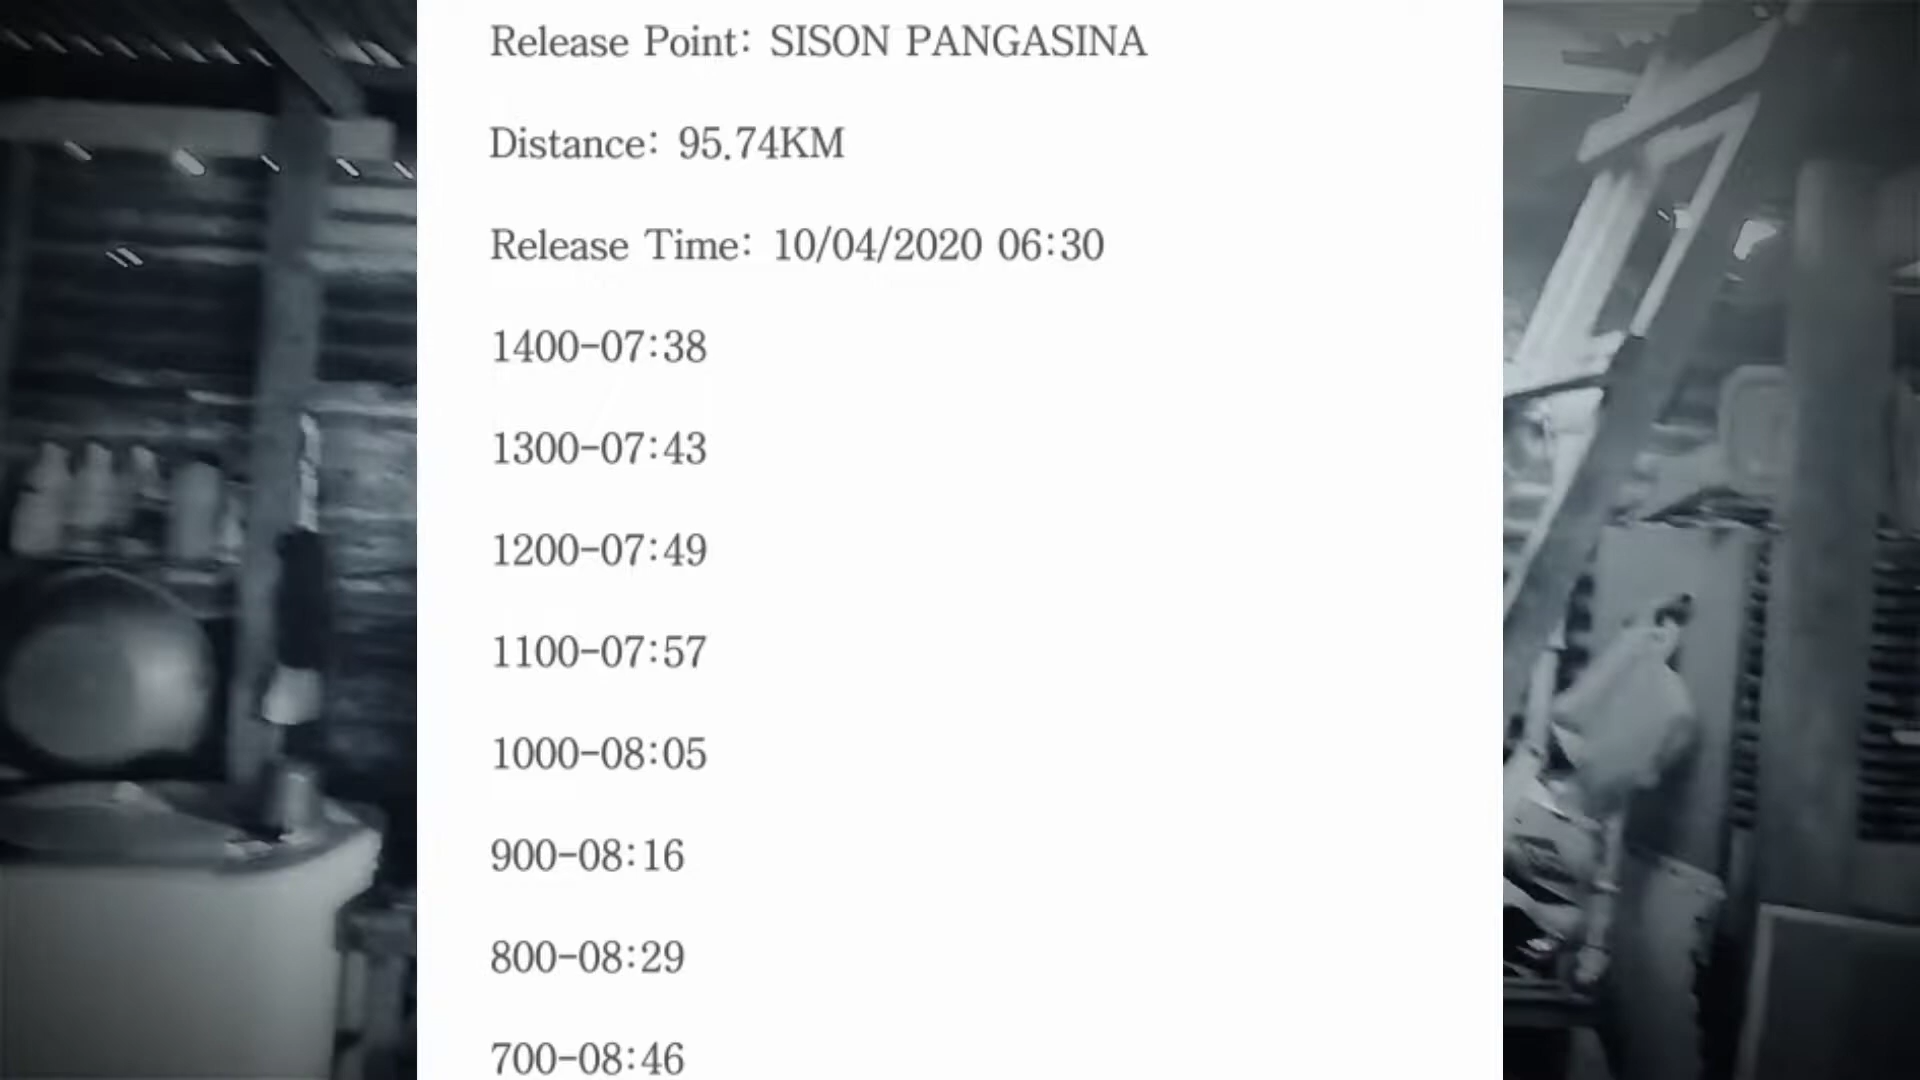 Release Point: SISON PANGASINA
Distance: 95.74KM
Release Time: 10/04/2020 06:30
1400-07:38
1300-07:43
1200-07:49
1100-07:57
1000-08:05
900-08:16
800-08:29
700-08:46